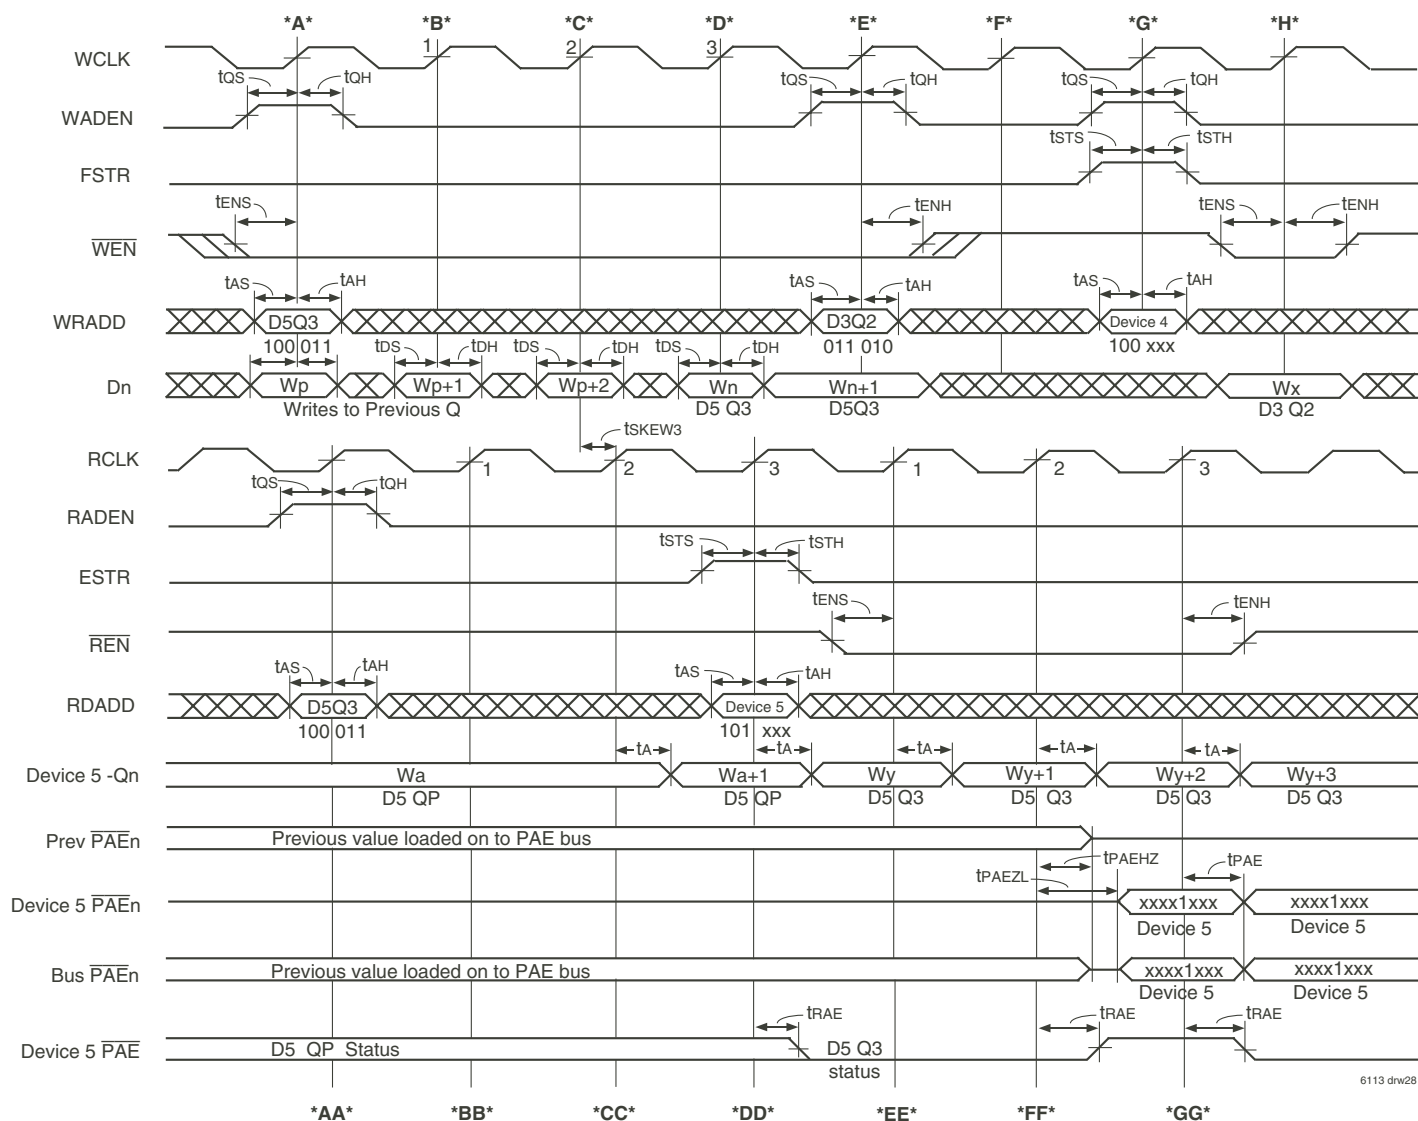 *A* *B* *C* *D* *E* *F* *G* *H*
WCLK 1 2 3
tQS tQH tQS tQH tQS tQH
WADEN
tSTS tSTH
FSTR
tENS tENH tENS tENH
WEN
tAS tAH tAS tAH tAS tAH
WRADD D5Q3 D3Q2 Device 4
100 011 011 010 100 xxx
tDS tDH tDS tDH tDS tDH
Dn Wp Wp+1 Wp+2 Wn Wn+1 Wx
Writes to Previous Q D5 Q3 D5Q3 D3 Q2
tSKEW3
RCLK 1 2 3 1 2 3
tQS tQH
RADEN
tSTS tSTH
ESTR
tENS tENH
REN
tAS tAH tAS tAH
RDADD D5Q3 Device 5
100 011 101 xxx
tA tA tA tA tA
Device 5 -Qn Wa Wa+1 Wy Wy+1 Wy+2 Wy+3
D5 QP D5 QP D5 Q3 D5 Q3 D5 Q3 D5 Q3
Prev PAEn Previous value loaded on to PAE bus
tPAEHZ tPAE
tPAEZL
Device 5 PAEn xxxx1xxx xxxx1xxx
Device 5 Device 5
Bus PAEn Previous value loaded on to PAE bus xxxx1xxx xxxx1xxx
Device 5 Device 5
tRAE tRAE tRAE
Device 5 PAE D5 QP Status D5 Q3
status
6113 drw28
*AA* *BB* *CC* *DD* *EE* *FF* *GG*